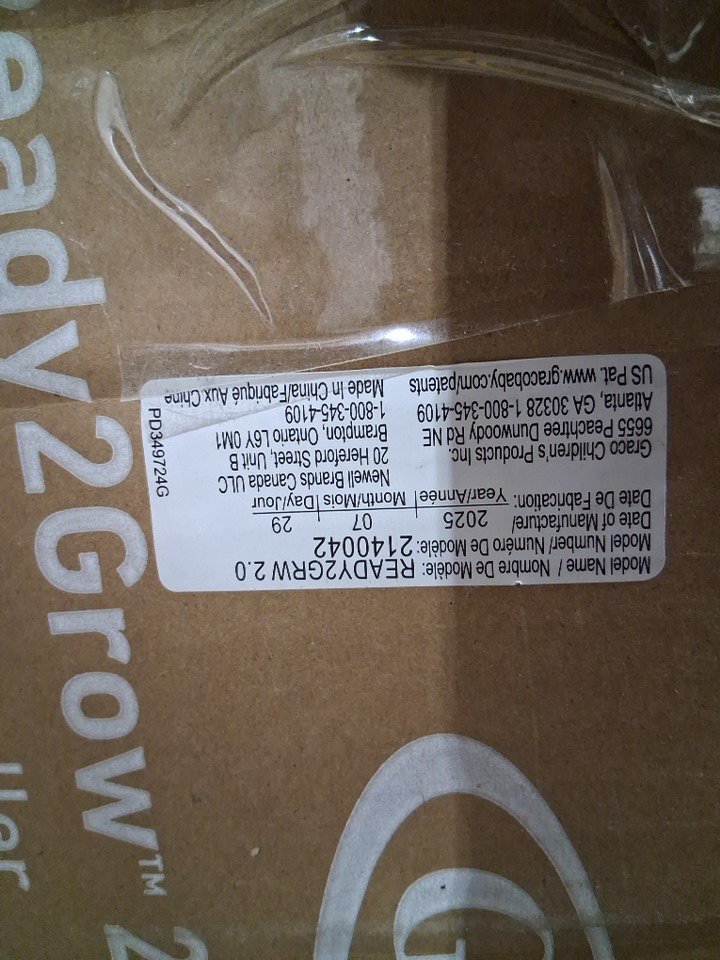 Model Name / Nombre De Modèle: READY2GRW 2.0
Model Number/ Numéro De Modèle: 2140042
Date of Manufacture/ 2025 07 29
Date De Fabrication: Year/Année Month/Mois Day/Jour
Graco Children's Products Inc.
6655 Peachtree Dunwoody Rd NE
Atlanta, GA 30328 1-800-345-4109
US Pat. www.gracobaby.com/patents
Newell Brands Canada ULC
20 Hereford Street, Unit B
Brampton, Ontario L6Y 0M1
1-800-345-4109
Made In China/Fabriqué Aux Chine
PD349724G
eady2Grow™ 2
G